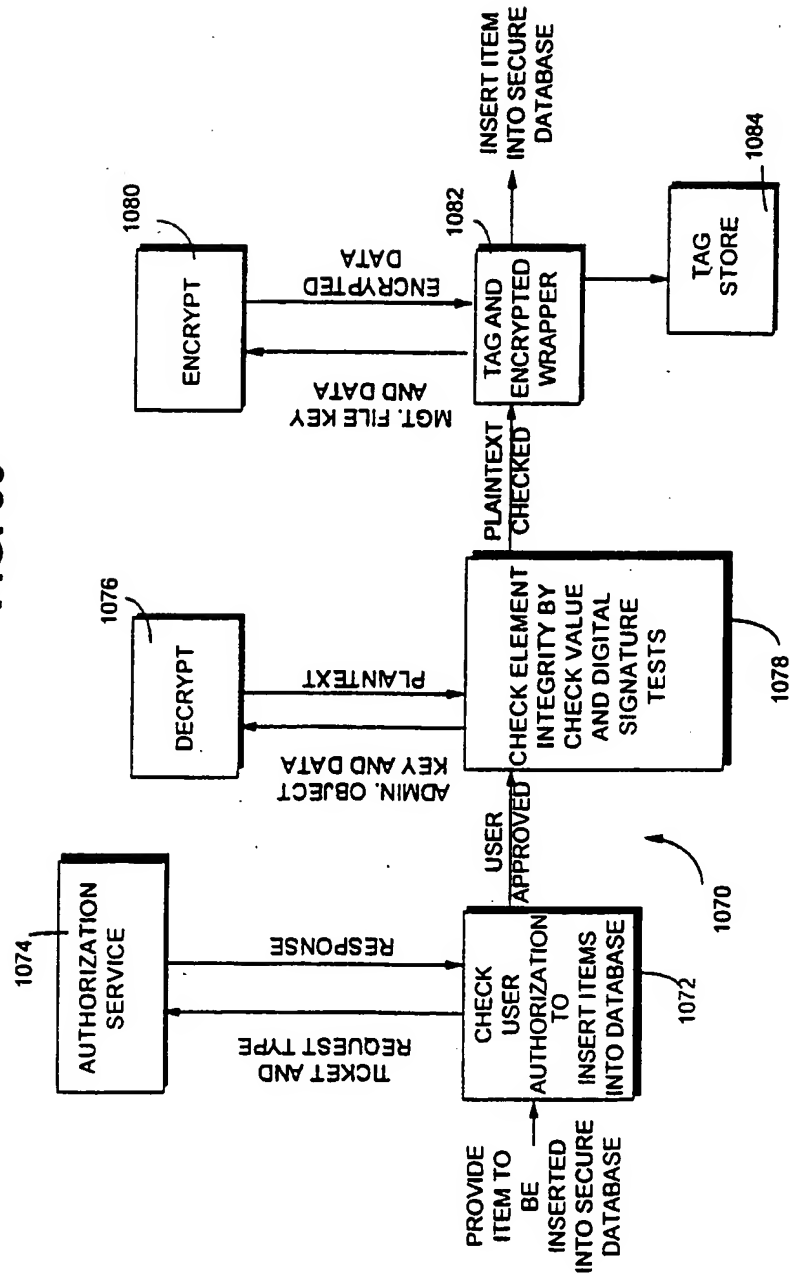 1074
AUTHORIZATION
SERVICE
TICKET AND
REQUEST TYPE
RESPONSE
PROVIDE
ITEM TO
BE
INSERTED
INTO SECURE
DATABASE
CHECK
USER
AUTHORIZATION
TO
INSERT ITEMS
INTO DATABASE
1072
1070
USER
APPROVED
1076
DECRYPT
ADMIN. OBJECT
KEY AND DATA
PLAINTEXT
CHECK ELEMENT
INTEGRITY BY
CHECK VALUE
AND DIGITAL
SIGNATURE
TESTS
1078
PLAINTEXT
CHECKED
1080
ENCRYPT
MGT. FILE KEY
AND DATA
ENCRYPTED
DATA
1082
TAG AND
ENCRYPTED
WRAPPER
INSERT ITEM
INTO SECURE
DATABASE
TAG
STORE
1084